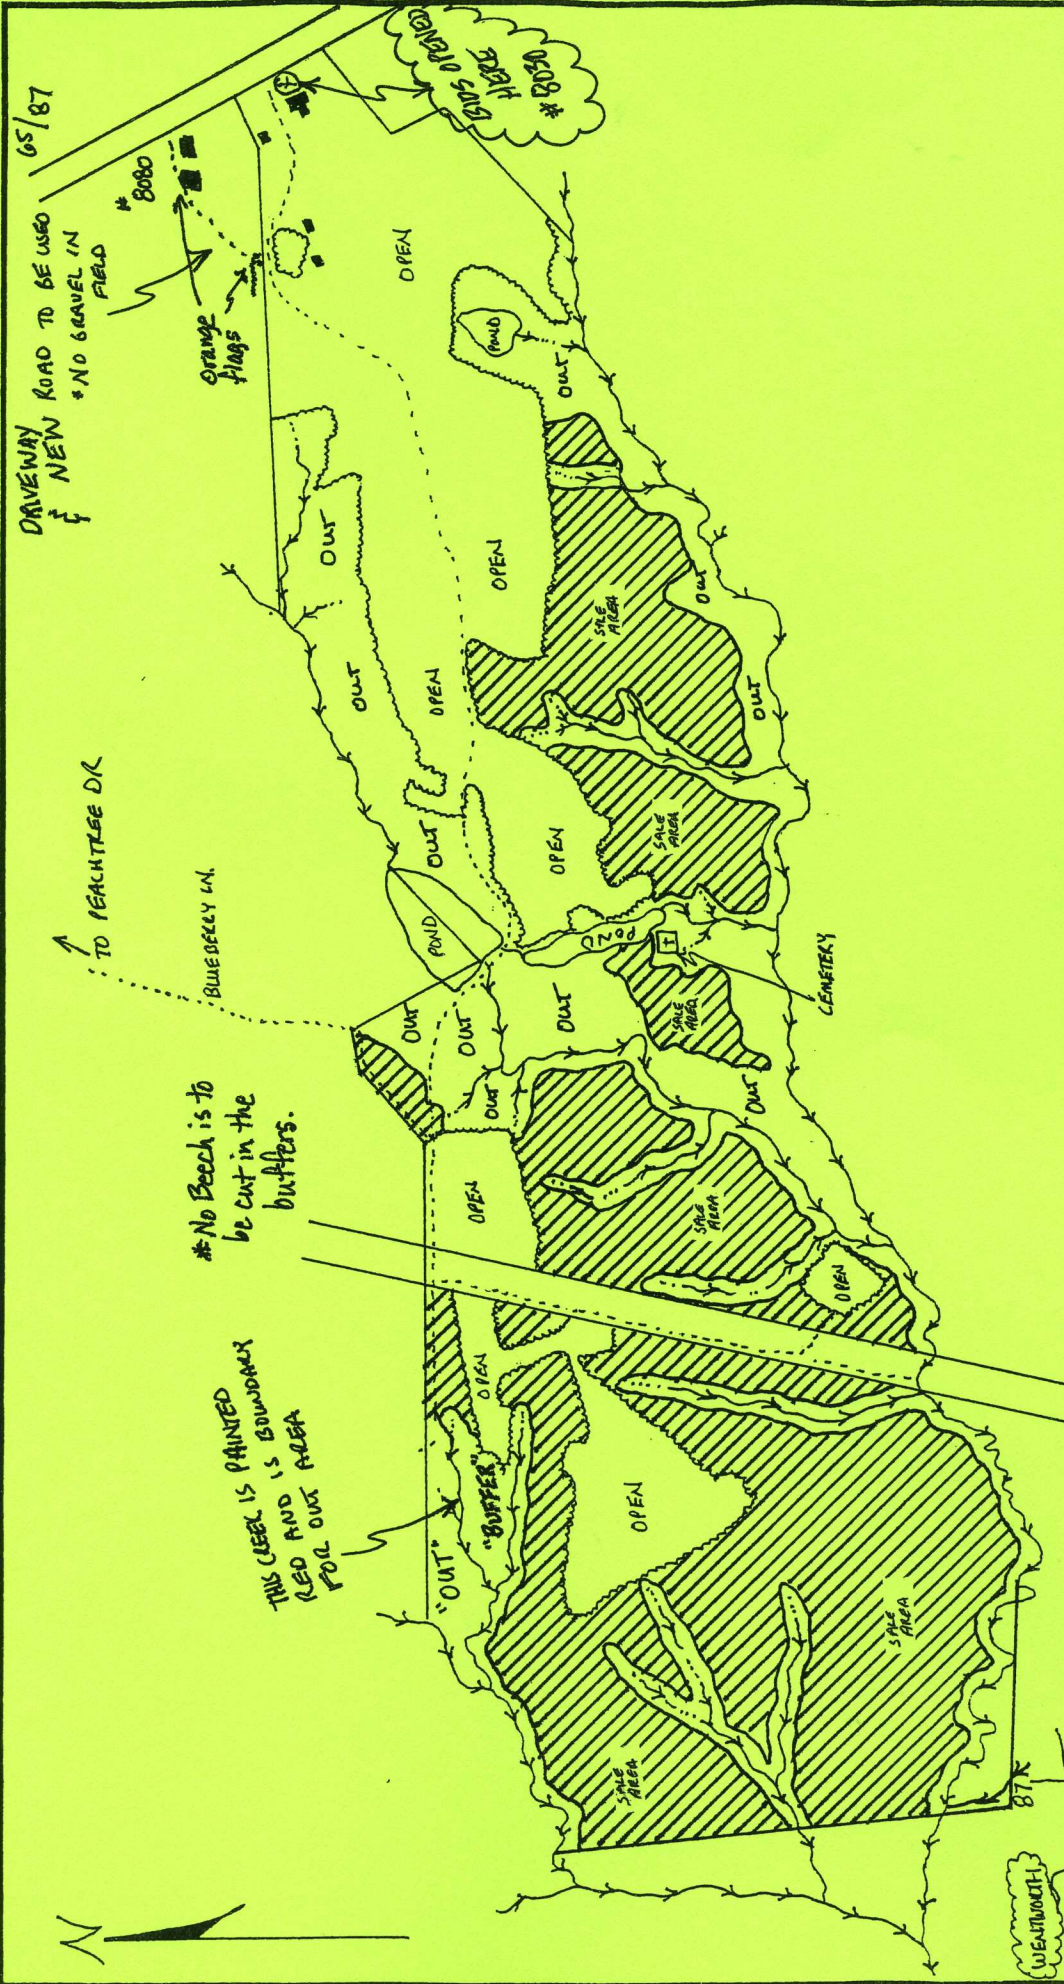 N
THIS CREEK IS PAINTED
RED AND IS BOUNDARY
FOR OUT AREA
* No Beech is to
be cut in the
buffers.
TO PEACHTREE DR
BLUEBERRY LN.
DRIVEWAY
& NEW ROAD TO BE USED
* NO GRAVEL IN
FIELD
65/87
# 8080
Orange
flags
BIDS OPENED
HERE
# 8030
"OUT"
"BUFFER"
OPEN
OPEN
OUT
OUT
OUT
POND
OUT
OPEN
OUT
OUT
OPEN
OPEN
POND
OUT
OPEN
SALE
AREA
SALE
AREA
OPEN
SALE
AREA
OPEN
OUT
OUT
SALE
AREA
POND
CEMETERY
OPEN
SALE
AREA
SALE
AREA
OUT
OUT
WENTWORTH
87